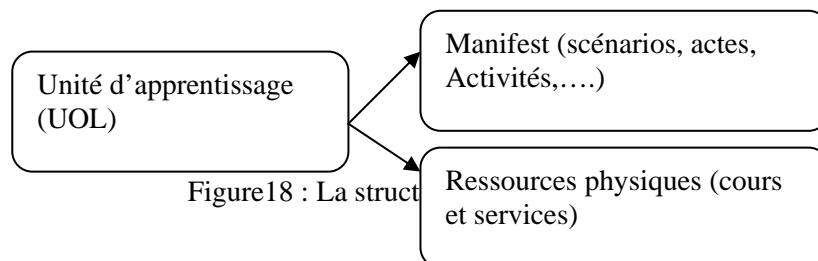 Unité d’apprentissage
(UOL)
Manifest (scénarios, actes,
Activités,….)
Ressources physiques (cours
et services)
Figure18 : La struct